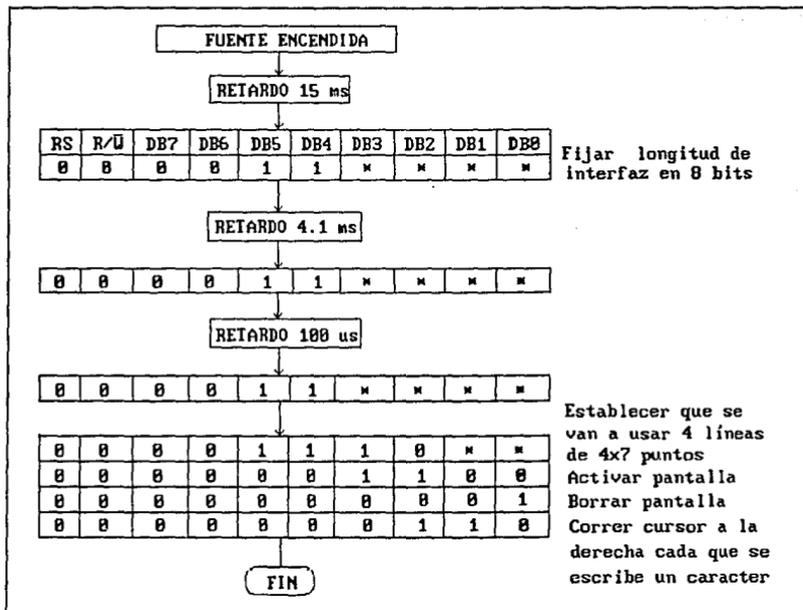 FUENTE ENCENDIDA
RETARDO 15 ms
RS R/W̅ DB7 DB6 DB5 DB4 DB3 DB2 DB1 DB0
0 0 0 0 1 1 * * * *
Fijar longitud de
interfaz en 8 bits
RETARDO 4.1 ms
0 0 0 0 1 1 * * * *
RETARDO 100 us
0 0 0 0 1 1 * * * *
0 0 0 0 1 1 1 0 * *
0 0 0 0 0 0 1 1 0 0
0 0 0 0 0 0 0 0 0 1
0 0 0 0 0 0 0 1 1 0
Establecer que se
van a usar 4 líneas
de 4x7 puntos
Activar pantalla
Borrar pantalla
Correr cursor a la
derecha cada que se
escribe un caracter
FIN